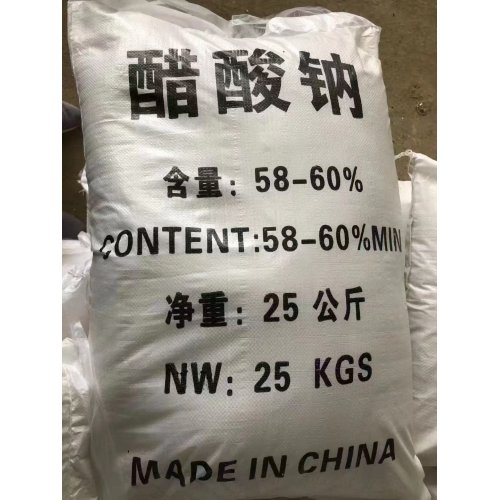 醋酸钠
含量：58-60%
CONTENT:58-60%MIN
净重：25 公斤
NW: 25 KGS
MADE IN CHINA